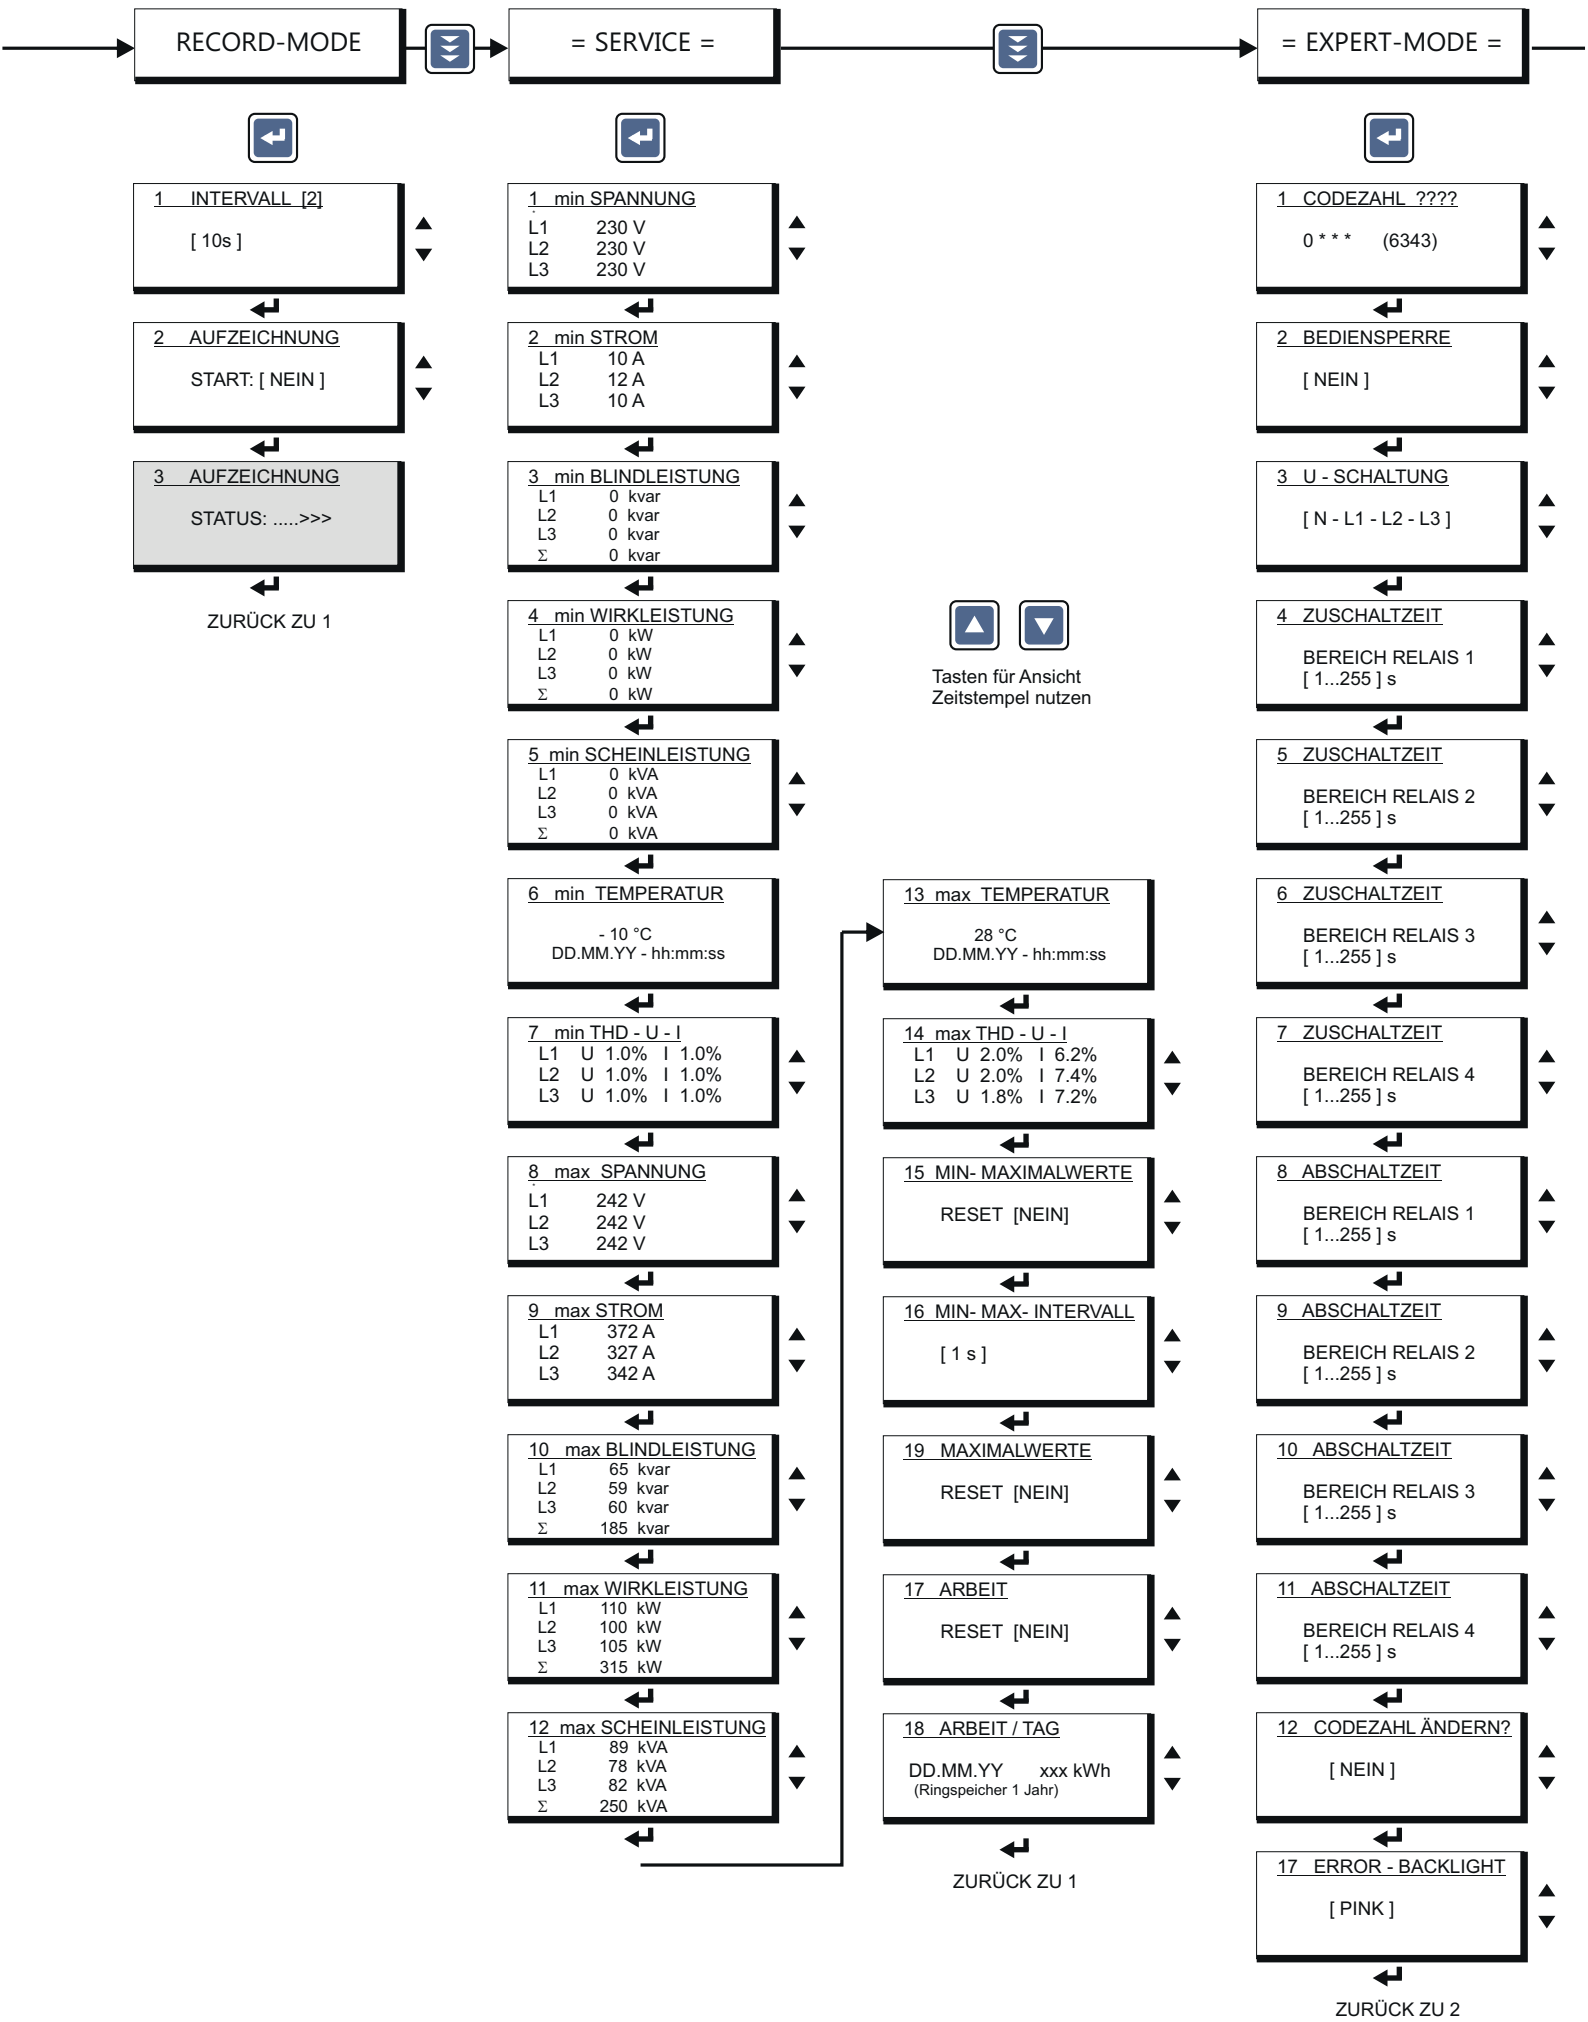 RECORD-MODE
= SERVICE =
= EXPERT-MODE =
1 INTERVALL [2]
[ 10s ]
2 AUFZEICHNUNG
START: [ NEIN ]
3 AUFZEICHNUNG
STATUS: .....>>>
ZURÜCK ZU 1
1 min SPANNUNG
L1 230 V
L2 230 V
L3 230 V
2 min STROM
L1 10 A
L2 12 A
L3 10 A
3 min BLINDLEISTUNG
L1 0 kvar
L2 0 kvar
L3 0 kvar
Σ 0 kvar
4 min WIRKLEISTUNG
L1 0 kW
L2 0 kW
L3 0 kW
Σ 0 kW
5 min SCHEINLEISTUNG
L1 0 kVA
L2 0 kVA
L3 0 kVA
Σ 0 kVA
6 min TEMPERATUR
- 10 °C
DD.MM.YY - hh:mm:ss
7 min THD - U - I
L1 U 1.0% I 1.0%
L2 U 1.0% I 1.0%
L3 U 1.0% I 1.0%
8 max SPANNUNG
L1 242 V
L2 242 V
L3 242 V
9 max STROM
L1 372 A
L2 327 A
L3 342 A
10 max BLINDLEISTUNG
L1 65 kvar
L2 59 kvar
L3 60 kvar
Σ 185 kvar
11 max WIRKLEISTUNG
L1 110 kW
L2 100 kW
L3 105 kW
Σ 315 kW
12 max SCHEINLEISTUNG
L1 89 kVA
L2 78 kVA
L3 82 kVA
Σ 250 kVA
Tasten für Ansicht
Zeitstempel nutzen
13 max TEMPERATUR
28 °C
DD.MM.YY - hh:mm:ss
14 max THD - U - I
L1 U 2.0% I 6.2%
L2 U 2.0% I 7.4%
L3 U 1.8% I 7.2%
15 MIN- MAXIMALWERTE
RESET [NEIN]
16 MIN- MAX- INTERVALL
[ 1 s ]
19 MAXIMALWERTE
RESET [NEIN]
17 ARBEIT
RESET [NEIN]
18 ARBEIT / TAG
DD.MM.YY xxx kWh
(Ringspeicher 1 Jahr)
ZURÜCK ZU 1
1 CODEZAHL ????
0 * * * (6343)
2 BEDIENSPERRE
[ NEIN ]
3 U - SCHALTUNG
[ N - L1 - L2 - L3 ]
4 ZUSCHALTZEIT
BEREICH RELAIS 1
[ 1...255 ] s
5 ZUSCHALTZEIT
BEREICH RELAIS 2
[ 1...255 ] s
6 ZUSCHALTZEIT
BEREICH RELAIS 3
[ 1...255 ] s
7 ZUSCHALTZEIT
BEREICH RELAIS 4
[ 1...255 ] s
8 ABSCHALTZEIT
BEREICH RELAIS 1
[ 1...255 ] s
9 ABSCHALTZEIT
BEREICH RELAIS 2
[ 1...255 ] s
10 ABSCHALTZEIT
BEREICH RELAIS 3
[ 1...255 ] s
11 ABSCHALTZEIT
BEREICH RELAIS 4
[ 1...255 ] s
12 CODEZAHL ÄNDERN?
[ NEIN ]
17 ERROR - BACKLIGHT
[ PINK ]
ZURÜCK ZU 2